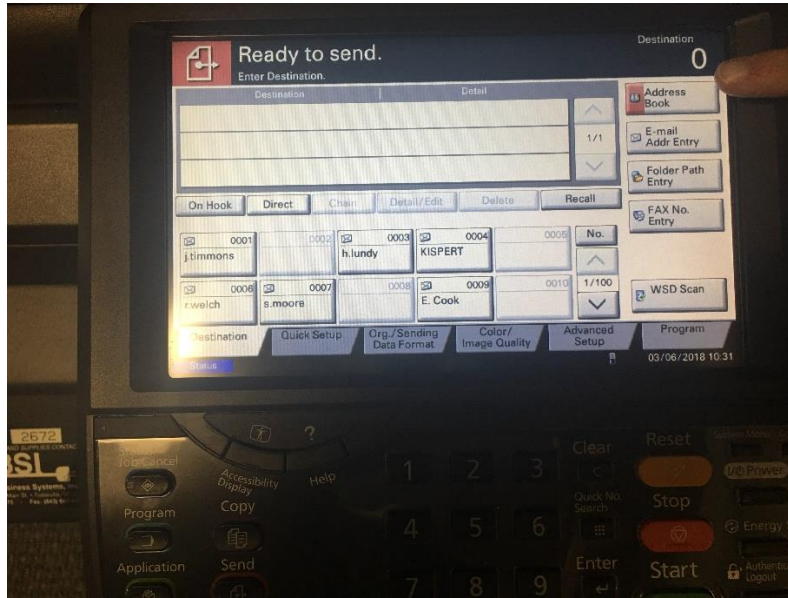 Ready to send.
Enter Destination.
Destination
0
Destination Detail
1/1
Address
Book
E-mail
Addr Entry
Folder Path
Entry
FAX No.
Entry
WSD Scan
On Hook Direct Chain Detail/Edit Delete Recall
0001 0002 0003 0004 0005 No.
j.timmons h.lundy KISPERT
0006 0007 0008 0009 0010 1/100
r.welch s.moore E. Cook
Destination Quick Setup Org./Sending
Data Format Color/
Image Quality Advanced
Setup Program
Status 03/06/2018 10:31
2672
BSI
Job Cancel
Program
Application
Accessibility
Display
Help
?
Copy
Send
1 2 3
4 5 6
7 8 9
Clear
Quick No.
Search
Enter
Reset
Stop
Start
Power
Energy
Logout